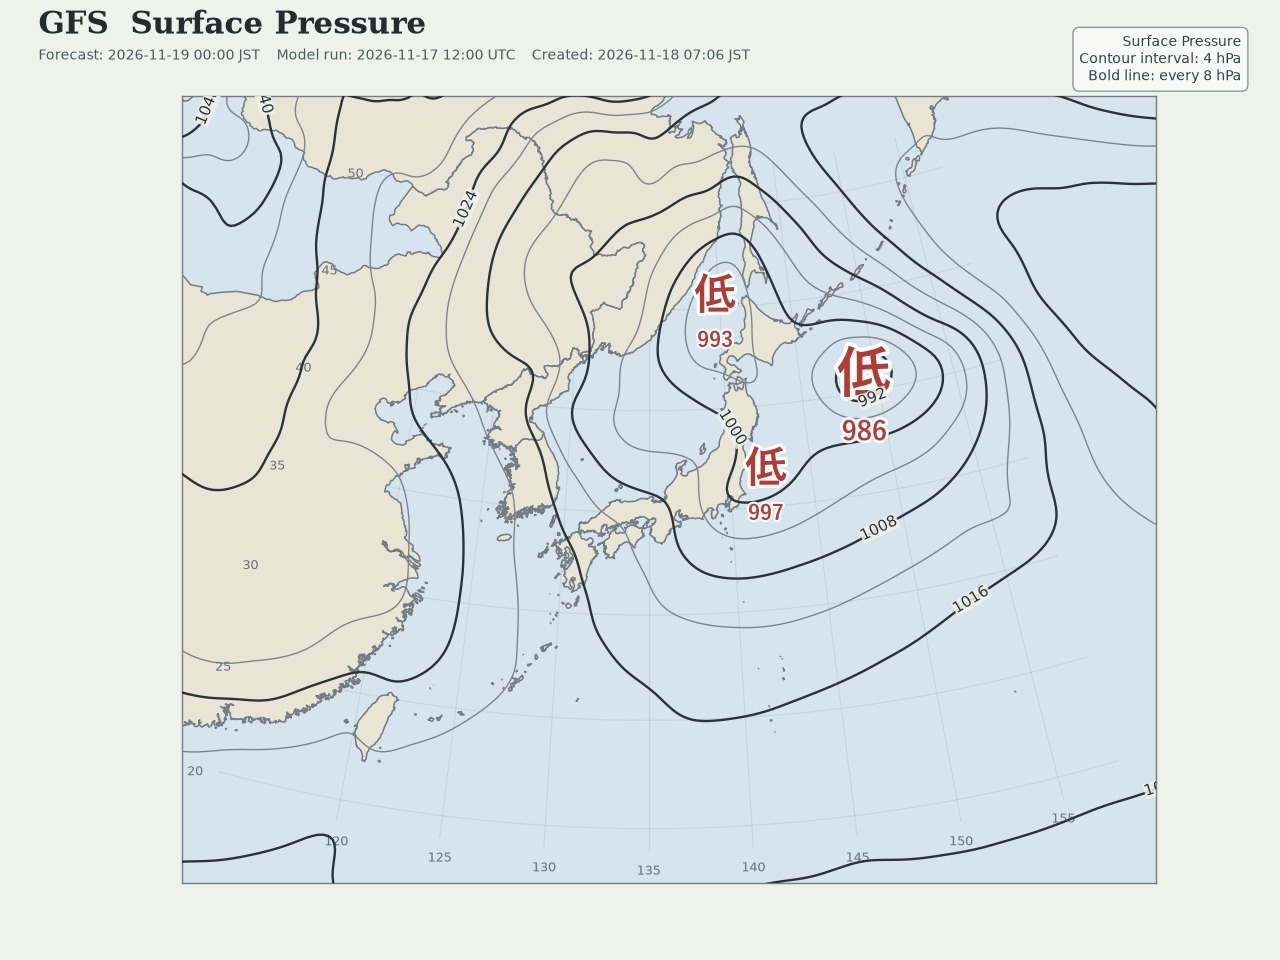 GFS  Surface Pressure
Forecast: 2026-11-19 00:00 JST    Model run: 2026-11-17 12:00 UTC    Created: 2026-11-18 07:06 JST
Surface Pressure
Contour interval: 4 hPa
Bold line: every 8 hPa
50
1024
45
低
993
40
低
992
986
1000
低
997
35
1008
30
1016
25
20
155
120
125
130
135
140
145
150